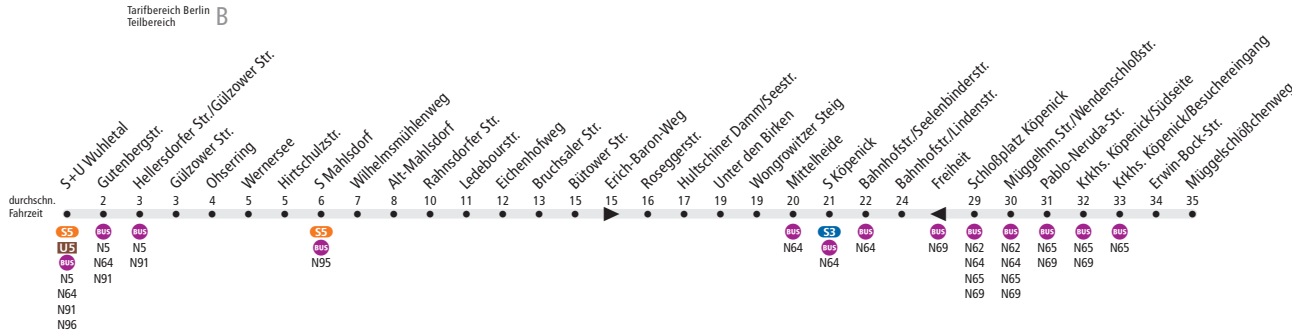 Tarifbereich Berlin
Teilbereich B
S+U Wuhletal
Gutenbergstr.
Hellersdorfer Str./Gülzower Str.
Gülzower Str.
Ohserring
Wernersee
Hirtschulzstr.
S Mahlsdorf
Wilhelmsmühlenweg
Alt-Mahlsdorf
Rahnsdorfer Str.
Ledebourstr.
Eichenhofweg
Bruchsaler Str.
Bütower Str.
Erich-Baron-Weg
Roseggerstr.
Hultschiner Damm/Seestr.
Unter den Birken
Wongrowitzer Steig
Mittelheide
S Köpenick
Bahnhofstr./Seelenbinderstr.
Bahnhofstr./Lindenstr.
Freiheit
Schloßplatz Köpenick
Müggelhm.Str./Wendenschloßstr.
Pablo-Neruda-Str.
Krkhs. Köpenick/Südseite
Krkhs. Köpenick/Besuchereingang
Erwin-Bock-Str.
Müggelschlößchenweg
durchschn. 2 3 3 4 5 5 6 7 8 10 11 12 13 15 15 16 17 19 19 20 21 22 24 29 30 31 32 33 34 35
Fahrzeit
S5 BUS BUS S5 BUS S3 BUS BUS BUS BUS BUS BUS BUS
U5 N5 N5 BUS N64 BUS N64 N69 N62 N62 N65 N65 N65
BUS N64 N91 N95 N64 N64 N64 N69 N69
N5 N91 N65 N65
N64 N69 N69
N91
N96